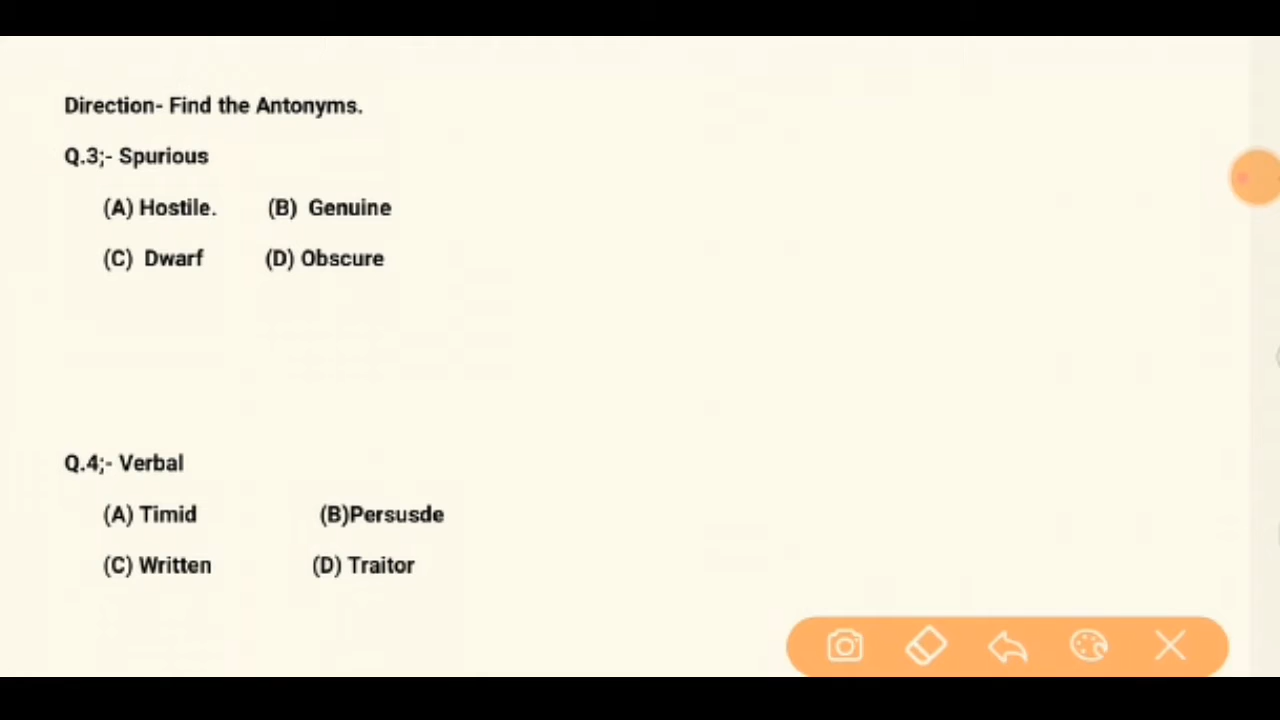 Direction- Find the Antonyms.
Q.3;- Spurious
(A) Hostile. (B) Genuine
(C) Dwarf (D) Obscure
Q.4;- Verbal
(A) Timid (B)Persusde
(C) Written (D) Traitor